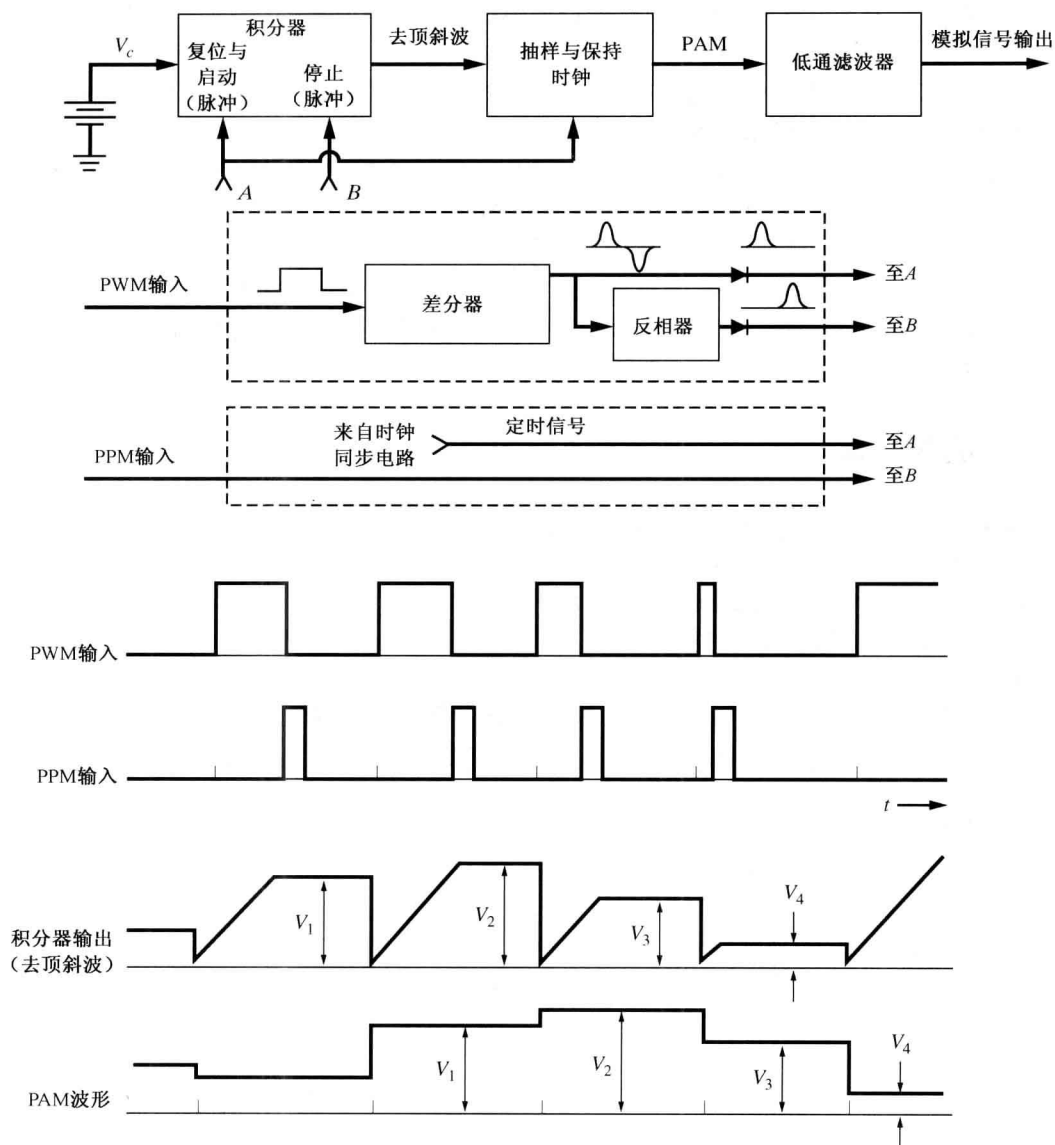 积分器
V_c
复位与
启动
（脉冲）
停止
（脉冲）
去顶斜波
抽样与保持
时钟
PAM
低通滤波器
模拟信号输出
A
B
PWM输入
差分器
反相器
至A
至B
PPM输入
来自时钟
同步电路
定时信号
至A
至B
PWM输入
PPM输入
t
积分器输出
（去顶斜波）
V_1
V_2
V_3
V_4
PAM波形
V_1
V_2
V_3
V_4